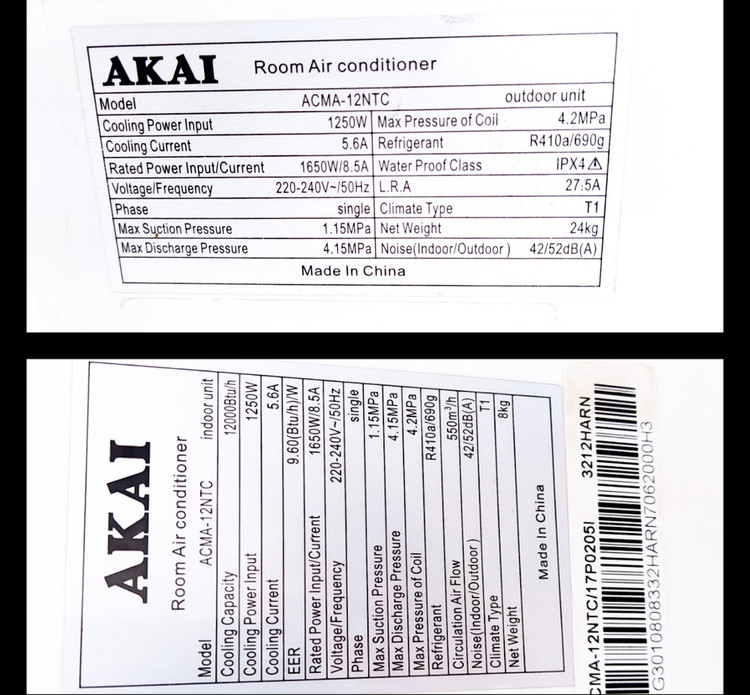 AKAI Room Air conditioner
Model ACMA-12NTC outdoor unit
Cooling Power Input 1250W Max Pressure of Coil 4.2MPa
Cooling Current 5.6A Refrigerant R410a/690g
Rated Power Input/Current 1650W/8.5A Water Proof Class IPX4
Voltage/Frequency 220-240V~/50Hz L.R.A 27.5A
Phase single Climate Type T1
Max Suction Pressure 1.15MPa Net Weight 24kg
Max Discharge Pressure 4.15MPa Noise(Indoor/Outdoor) 42/52dB(A)
Made In China
AKAI
Room Air conditioner
Model ACMA-12NTC indoor unit
Cooling Capacity 12000Btu/h
Cooling Power Input 1250W
Cooling Current 5.6A
EER 9.60(Btu/h)/W
Rated Power Input/Current 1650W/8.5A
Voltage/Frequency 220-240V~/50Hz
Phase single
Max Suction Pressure 1.15MPa
Max Discharge Pressure 4.15MPa
Max Pressure of Coil 4.2MPa
Refrigerant R410a/690g
Circulation Air Flow 550m³/h
Noise(Indoor/Outdoor) 42/52dB(A)
Climate Type T1
Net Weight 8kg
Made In China
CMA-12NTC/17P0205I 3212HARN
G3010808332HARN7062000H3